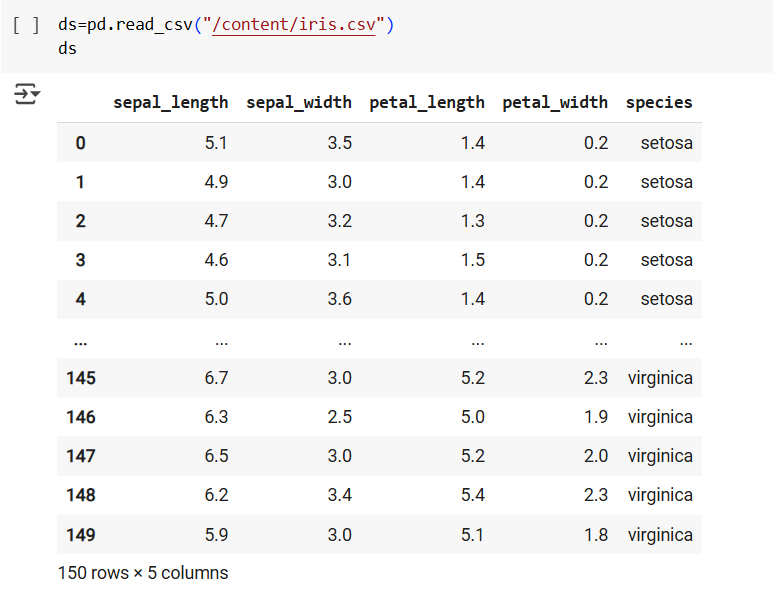 [ ] ds=pd.read_csv("/content/iris.csv")
ds
sepal_length sepal_width petal_length petal_width species
0 5.1 3.5 1.4 0.2 setosa
1 4.9 3.0 1.4 0.2 setosa
2 4.7 3.2 1.3 0.2 setosa
3 4.6 3.1 1.5 0.2 setosa
4 5.0 3.6 1.4 0.2 setosa
... ... ... ... ... ...
145 6.7 3.0 5.2 2.3 virginica
146 6.3 2.5 5.0 1.9 virginica
147 6.5 3.0 5.2 2.0 virginica
148 6.2 3.4 5.4 2.3 virginica
149 5.9 3.0 5.1 1.8 virginica
150 rows × 5 columns